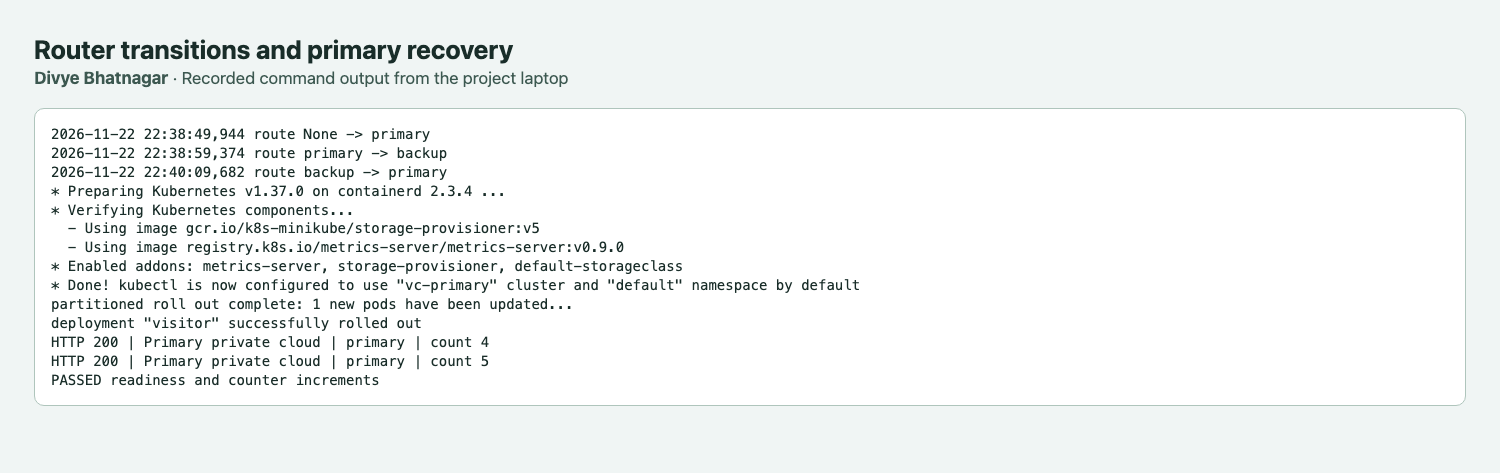 Router transitions and primary recovery
Divye Bhatnagar · Recorded command output from the project laptop
2026-11-22 22:38:49,944 route None -> primary
2026-11-22 22:38:59,374 route primary -> backup
2026-11-22 22:40:09,682 route backup -> primary
* Preparing Kubernetes v1.37.0 on containerd 2.3.4 ...
* Verifying Kubernetes components...
  - Using image gcr.io/k8s-minikube/storage-provisioner:v5
  - Using image registry.k8s.io/metrics-server/metrics-server:v0.9.0
* Enabled addons: metrics-server, storage-provisioner, default-storageclass
* Done! kubectl is now configured to use "vc-primary" cluster and "default" namespace by default
partitioned roll out complete: 1 new pods have been updated...
deployment "visitor" successfully rolled out
HTTP 200 | Primary private cloud | primary | count 4
HTTP 200 | Primary private cloud | primary | count 5
PASSED readiness and counter increments